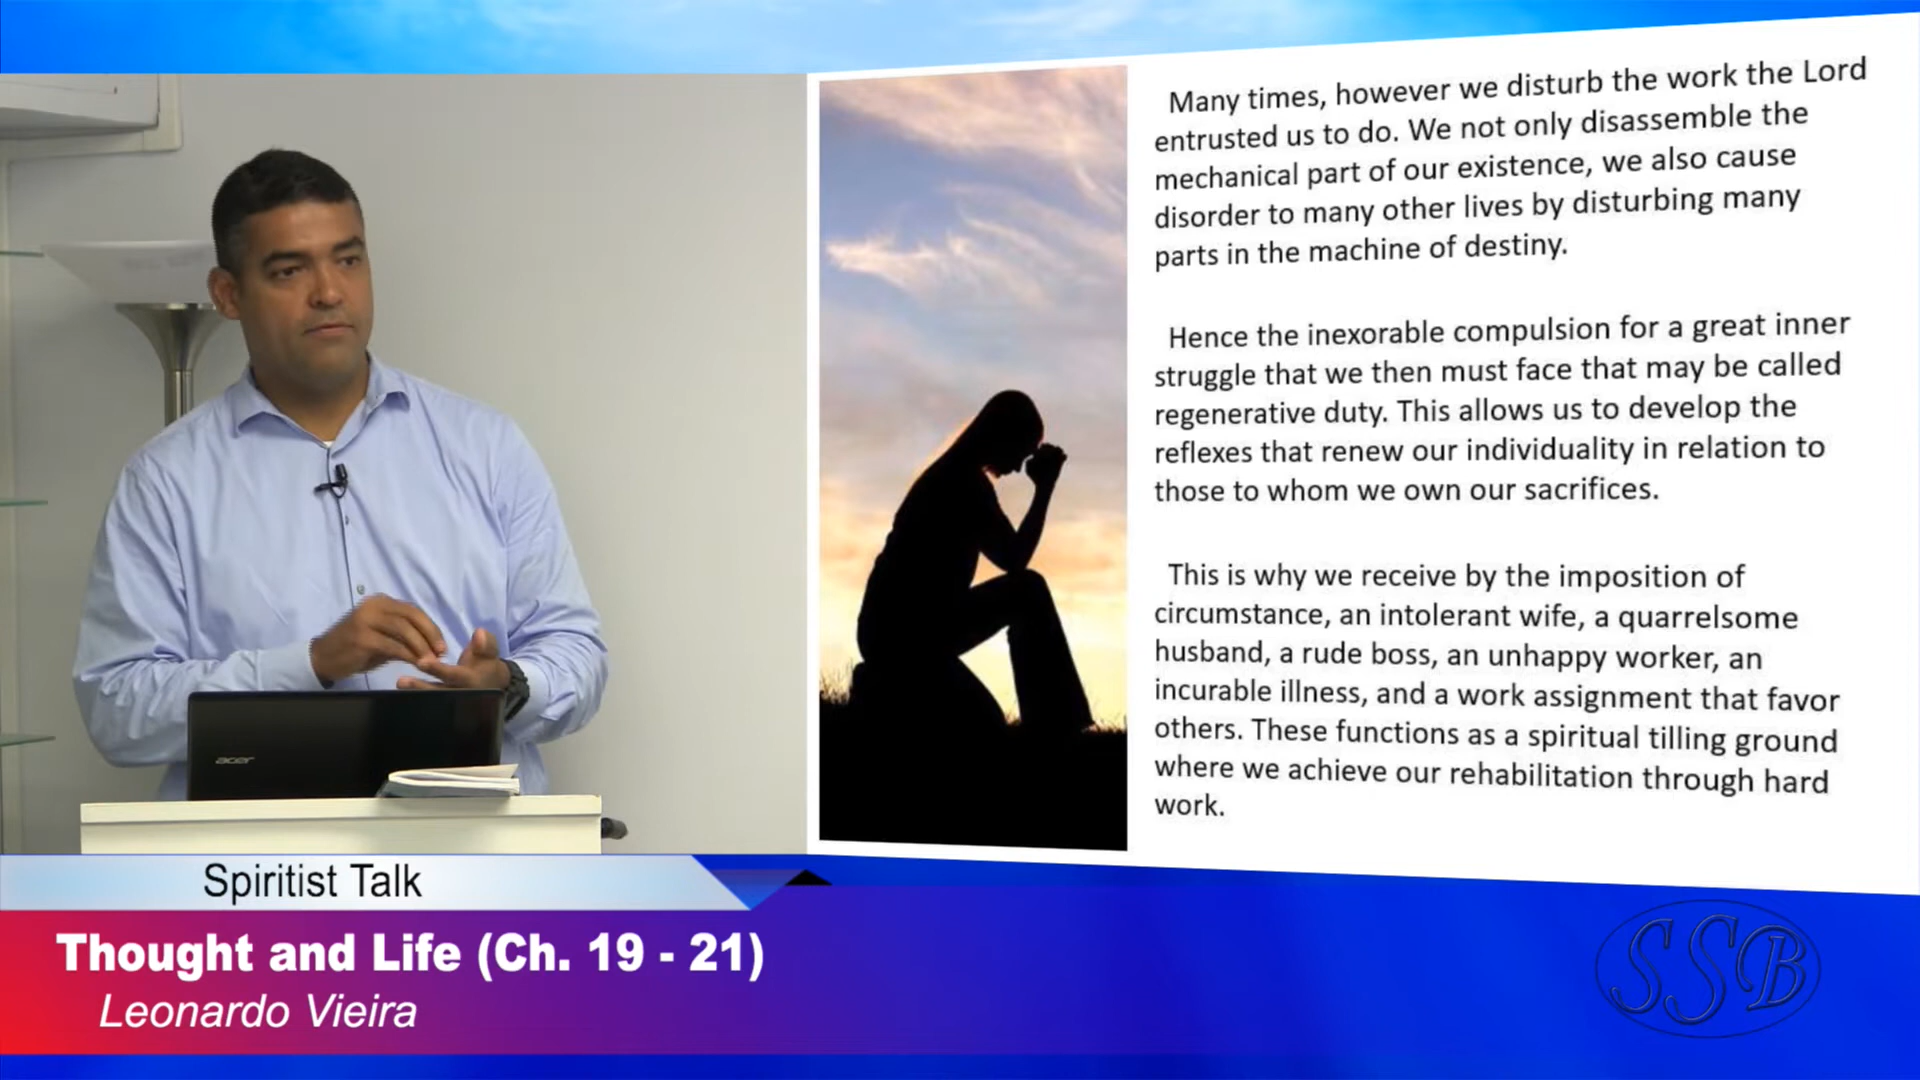 Many times, however we disturb the work the Lord
entrusted us to do. We not only disassemble the
mechanical part of our existence, we also cause
disorder to many other lives by disturbing many
parts in the machine of destiny.
Hence the inexorable compulsion for a great inner
struggle that we then must face that may be called
regenerative duty. This allows us to develop the
reflexes that renew our individuality in relation to
those to whom we own our sacrifices.
This is why we receive by the imposition of
circumstance, an intolerant wife, a quarrelsome
husband, a rude boss, an unhappy worker, an
incurable illness, and a work assignment that favor
others. These functions as a spiritual tilling ground
where we achieve our rehabilitation through hard
work.
acer
Spiritist Talk
Thought and Life (Ch. 19 - 21)
Leonardo Vieira
SSB